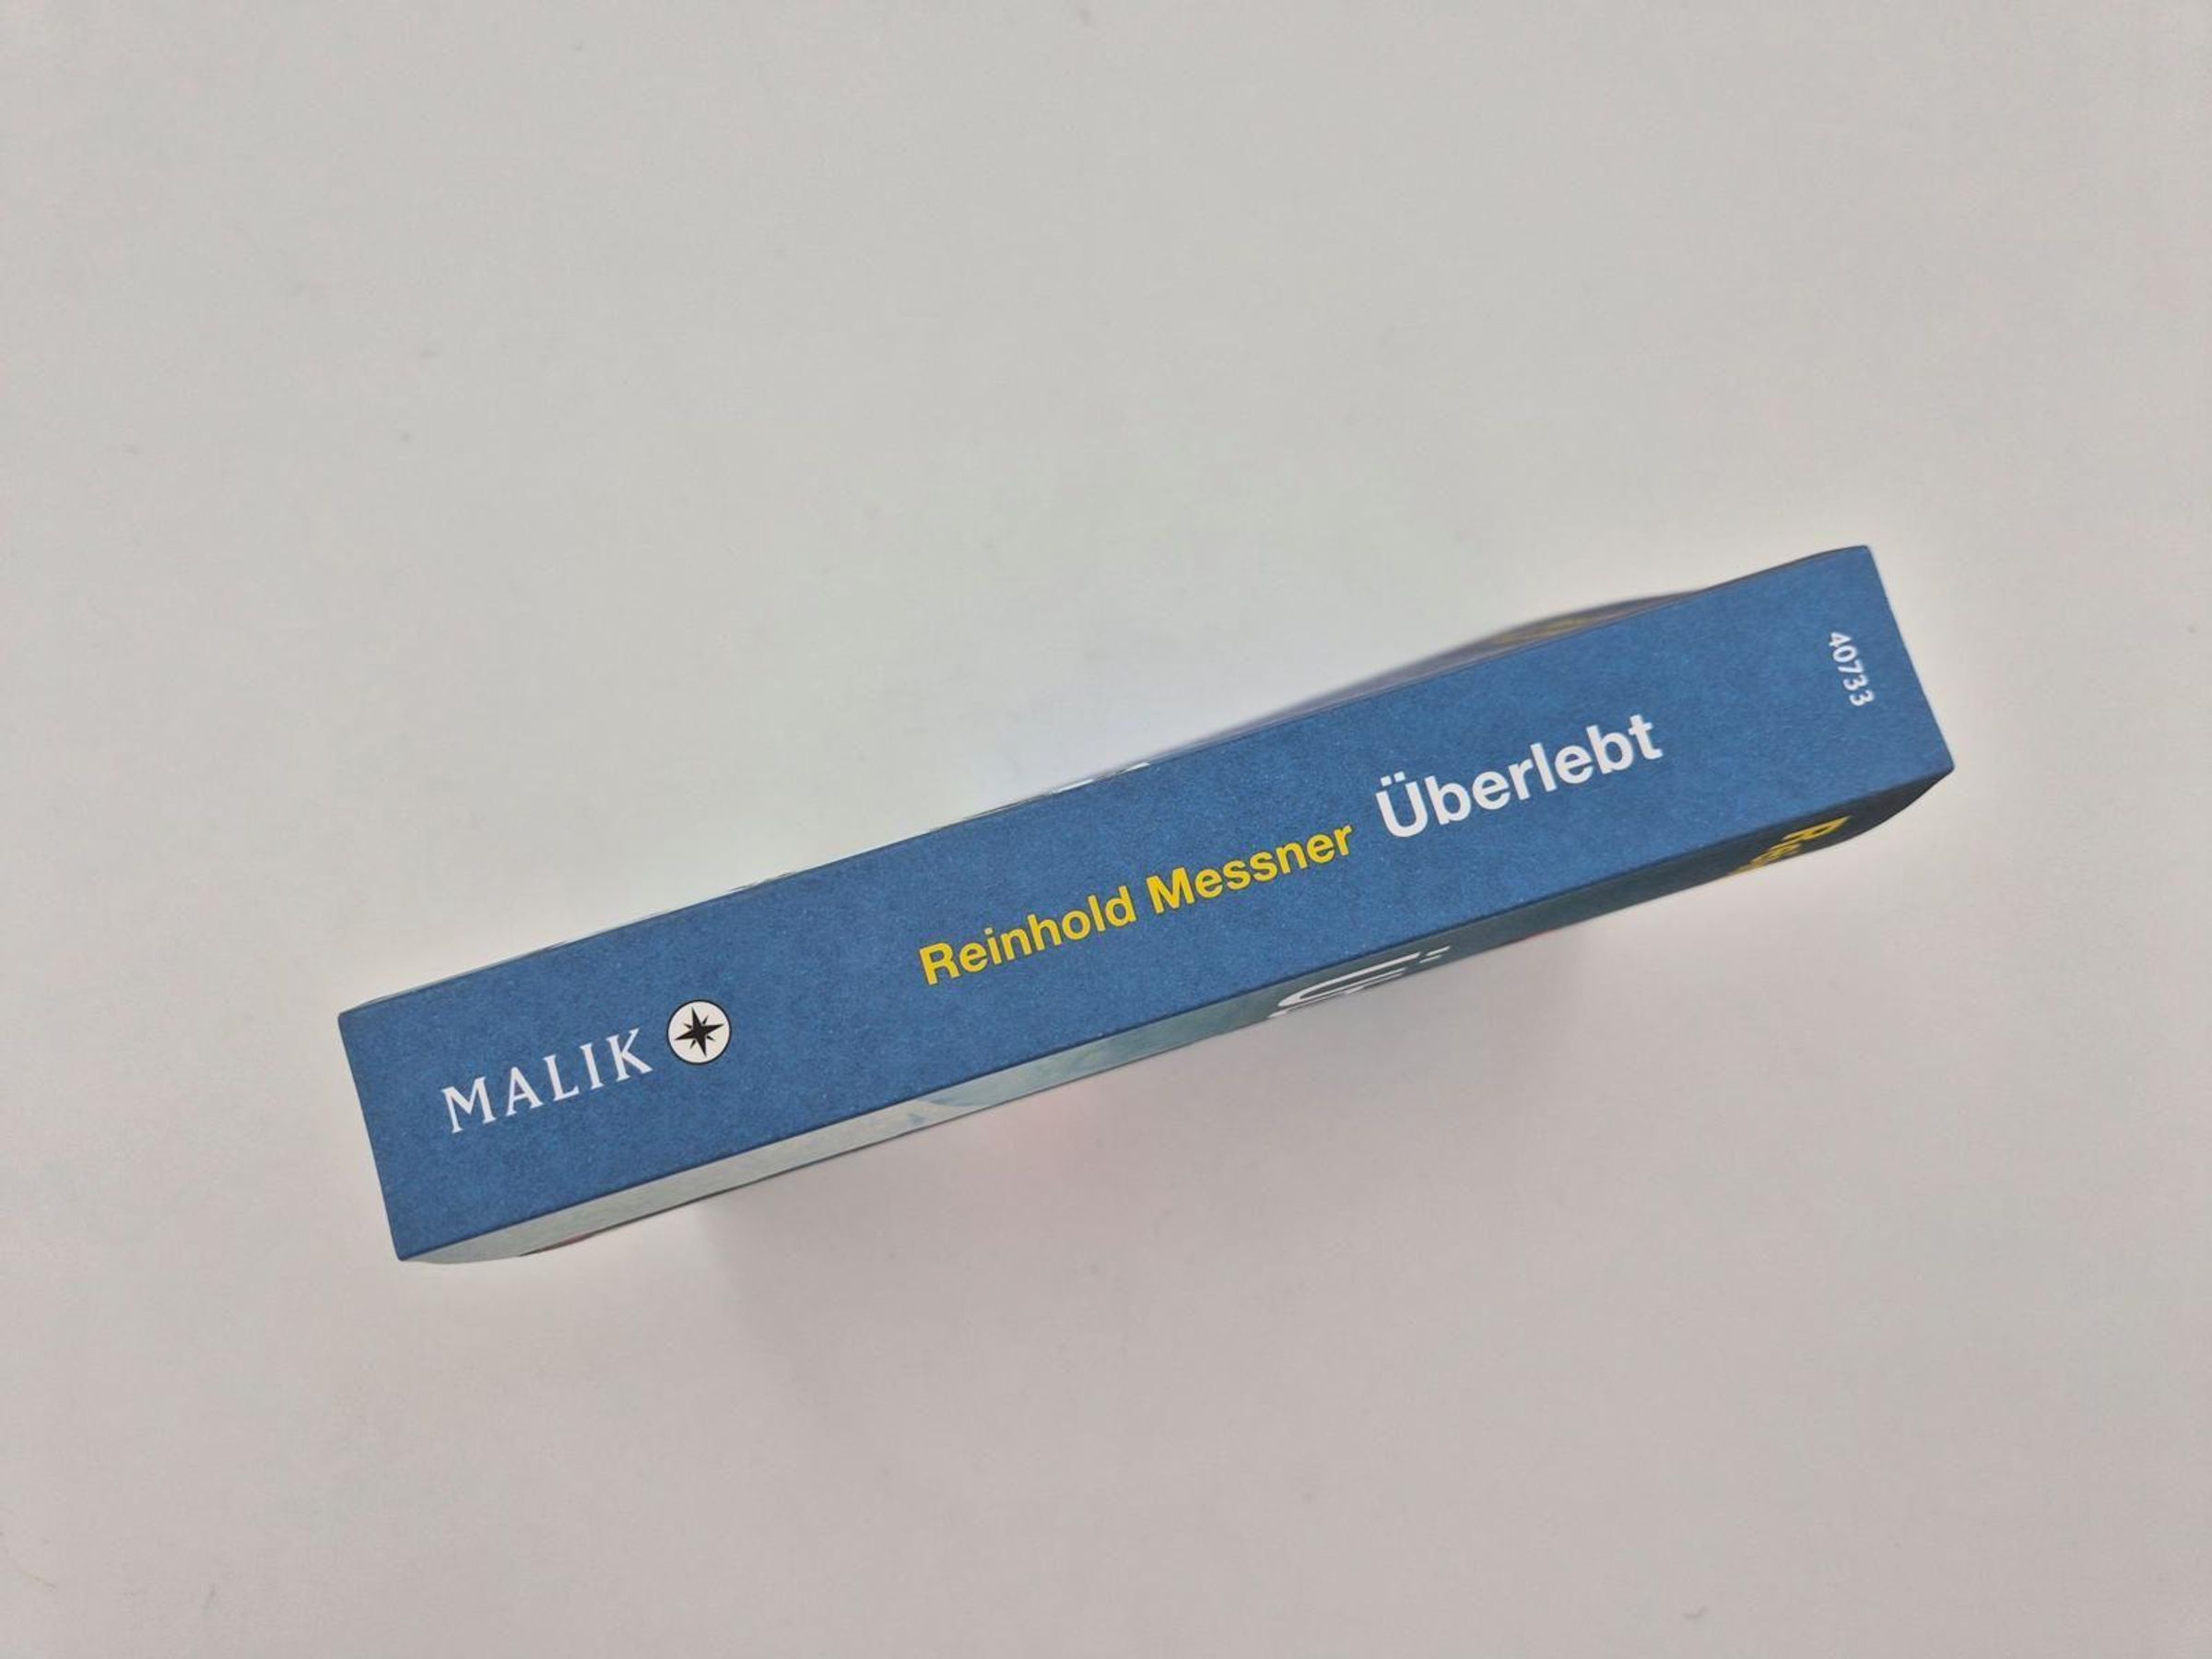 MALIK
Reinhold Messner Überlebt
40733